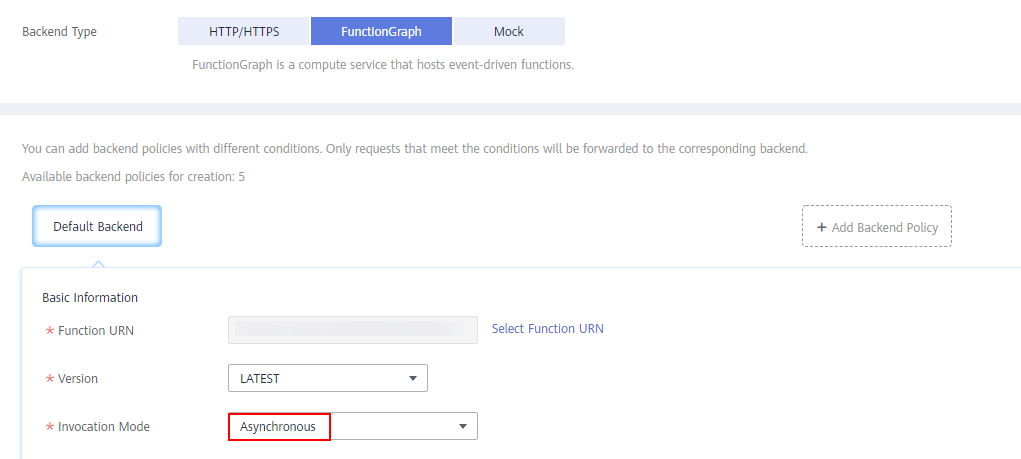 Backend Type HTTP/HTTPS FunctionGraph Mock
FunctionGraph is a compute service that hosts event-driven functions.
You can add backend policies with different conditions. Only requests that meet the conditions will be forwarded to the corresponding backend.
Available backend policies for creation: 5
Default Backend + Add Backend Policy
Basic Information
* Function URN Select Function URN
* Version LATEST
* Invocation Mode Asynchronous